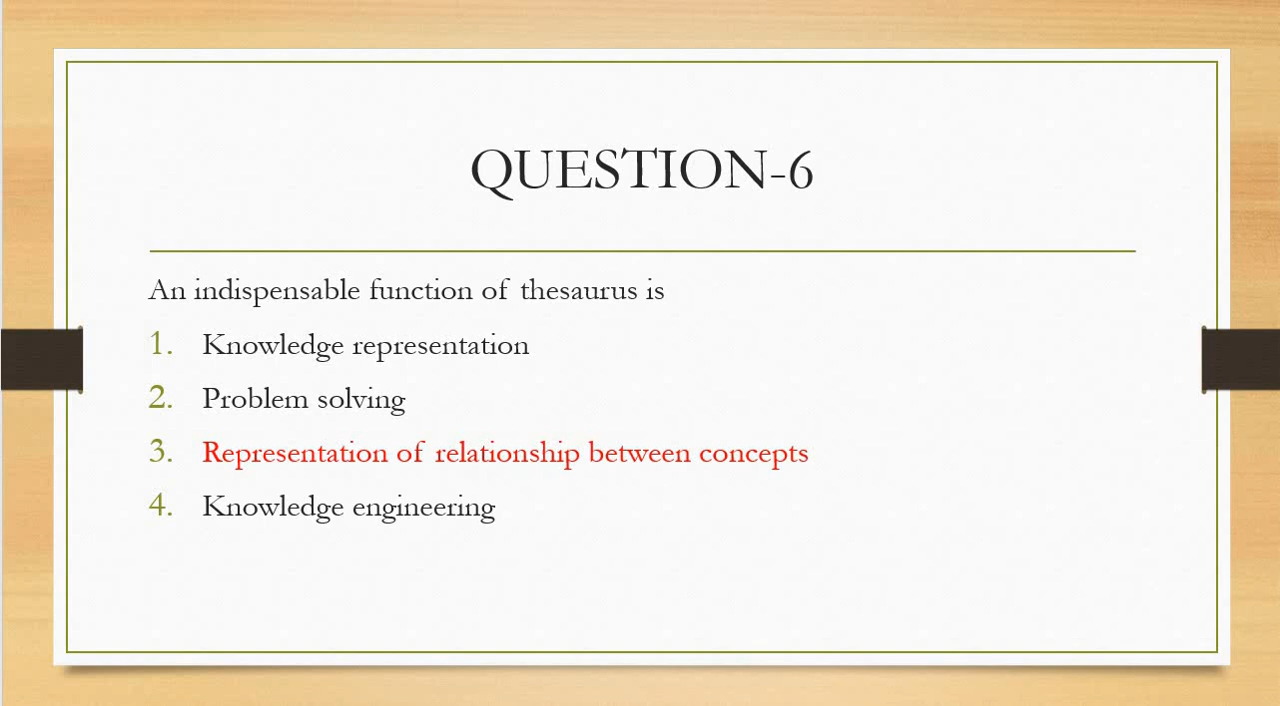 QUESTION-6
An indispensable function of thesaurus is
1. Knowledge representation
2. Problem solving
3. Representation of relationship between concepts
4. Knowledge engineering